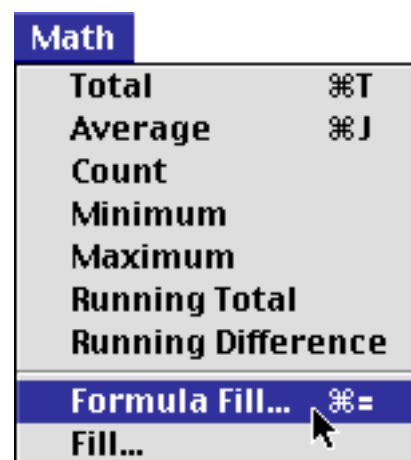 Math
Total ⌘T
Average ⌘J
Count
Minimum
Maximum
Running Total
Running Difference
Formula Fill... ⌘=
Fill...